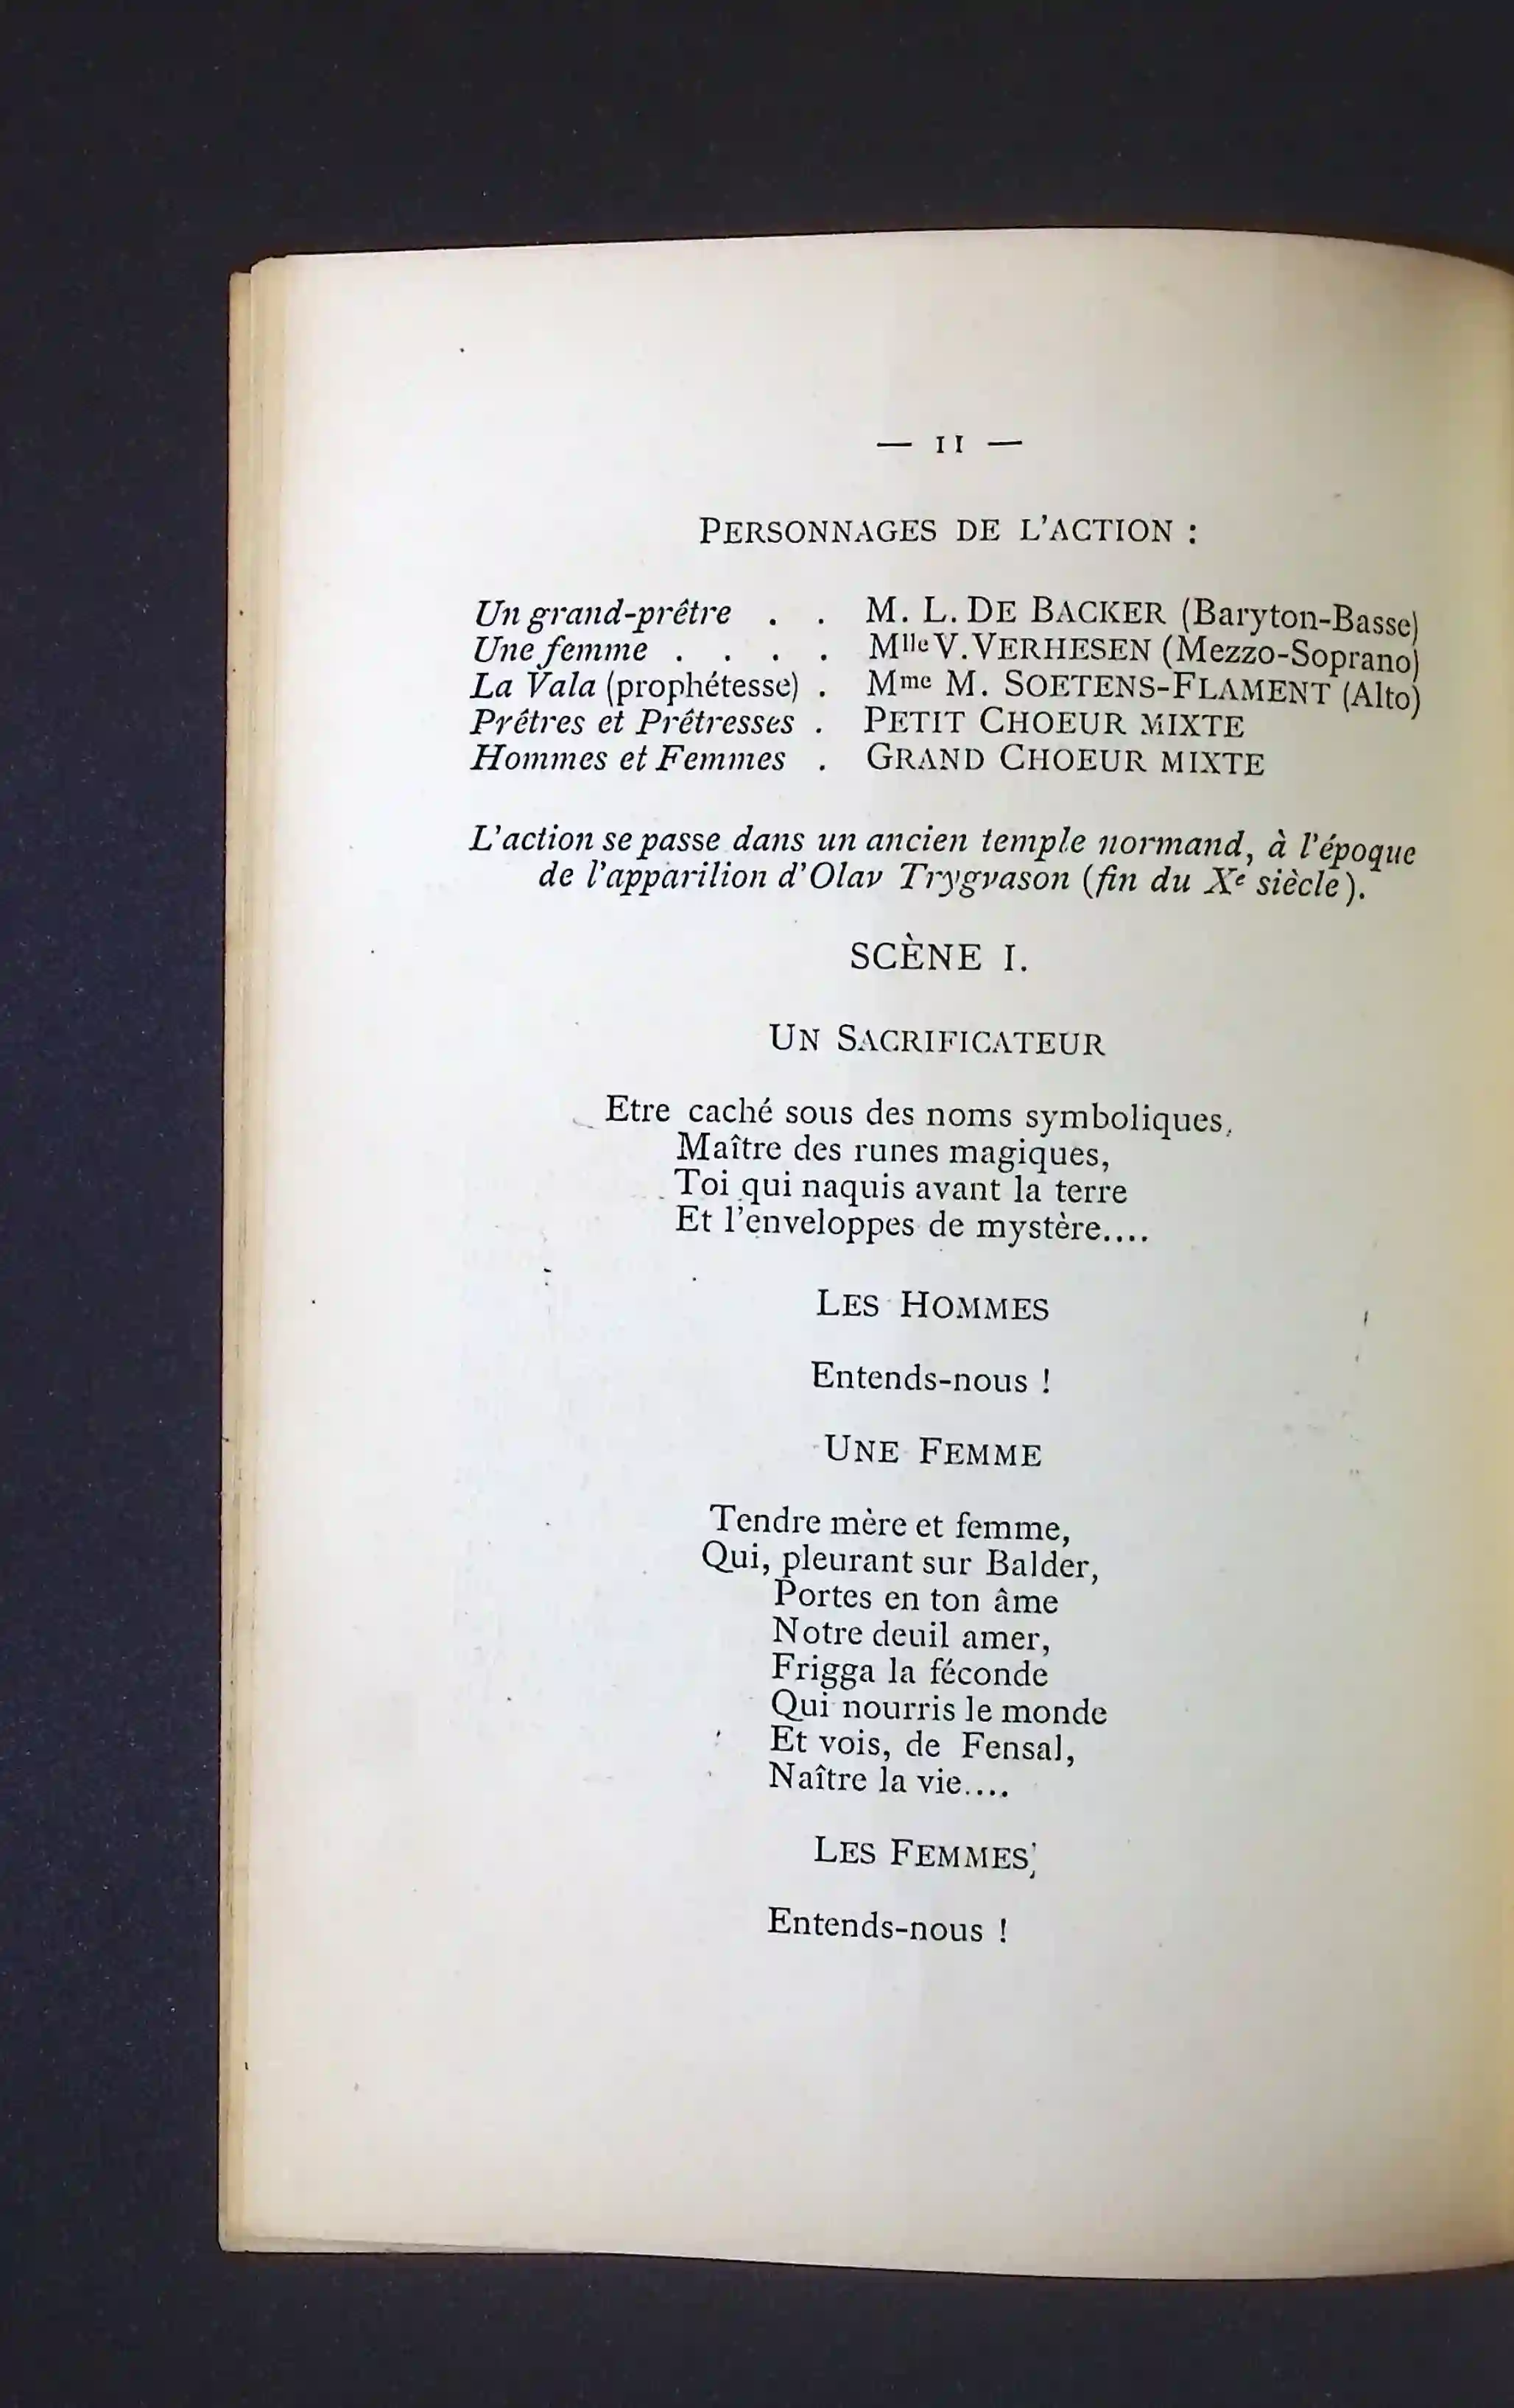 — 11 —
PERSONNAGES DE L'ACTION :
Un grand-prêtre . . M. L. DE BACKER (Baryton-Basse)
Une femme . . . . Mlle V. VERHESEN (Mezzo-Soprano)
La Vala (prophétesse) . Mme M. SOETENS-FLAMENT (Alto)
Prêtres et Prêtresses . PETIT CHOEUR MIXTE
Hommes et Femmes . GRAND CHOEUR MIXTE
L'action se passe dans un ancien temple normand, à l'époque
de l'apparilion d'Olav Trygvason (fin du Xe siècle).
SCÈNE I.
UN SACRIFICATEUR
Etre caché sous des noms symboliques,
Maître des runes magiques,
Toi qui naquis avant la terre
Et l'enveloppes de mystère....
LES HOMMES
Entends-nous !
UNE FEMME
Tendre mère et femme,
Qui, pleurant sur Balder,
Portes en ton âme
Notre deuil amer,
Frigga la féconde
Qui nourris le monde
Et vois, de Fensal,
Naître la vie....
LES FEMMES
Entends-nous !